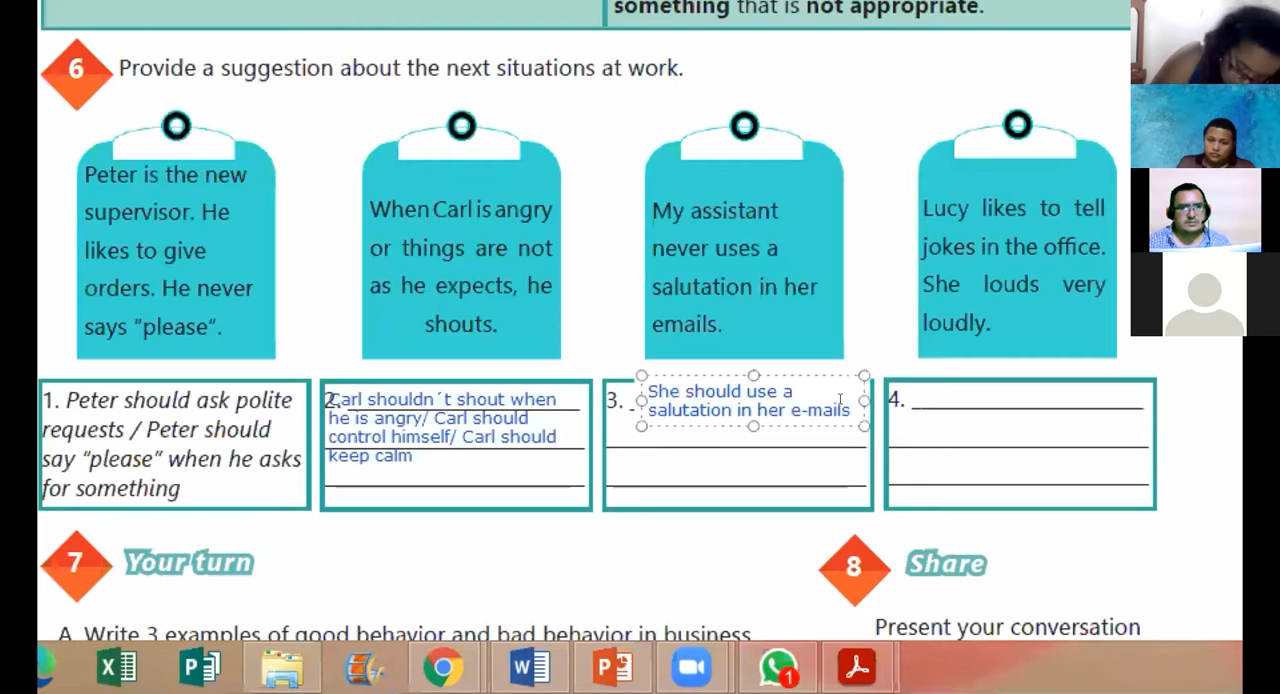 something that is not appropriate.
6 Provide a suggestion about the next situations at work.
Peter is the new
supervisor. He
likes to give
orders. He never
says “please”.
When Carl is angry
or things are not
as he expects, he
shouts.
My assistant
never uses a
salutation in her
emails.
Lucy likes to tell
jokes in the office.
She louds very
loudly.
1. Peter should ask polite
requests / Peter should
say “please” when he asks
for something
2.
Carl shouldn´t shout when
he is angry/ Carl should
control himself/ Carl should
keep calm
3.
She should use a
salutation in her e-mails
4.
7 Your turn
A. Write 3 examples of good behavior and bad behavior in business
8 Share
Present your conversation
1